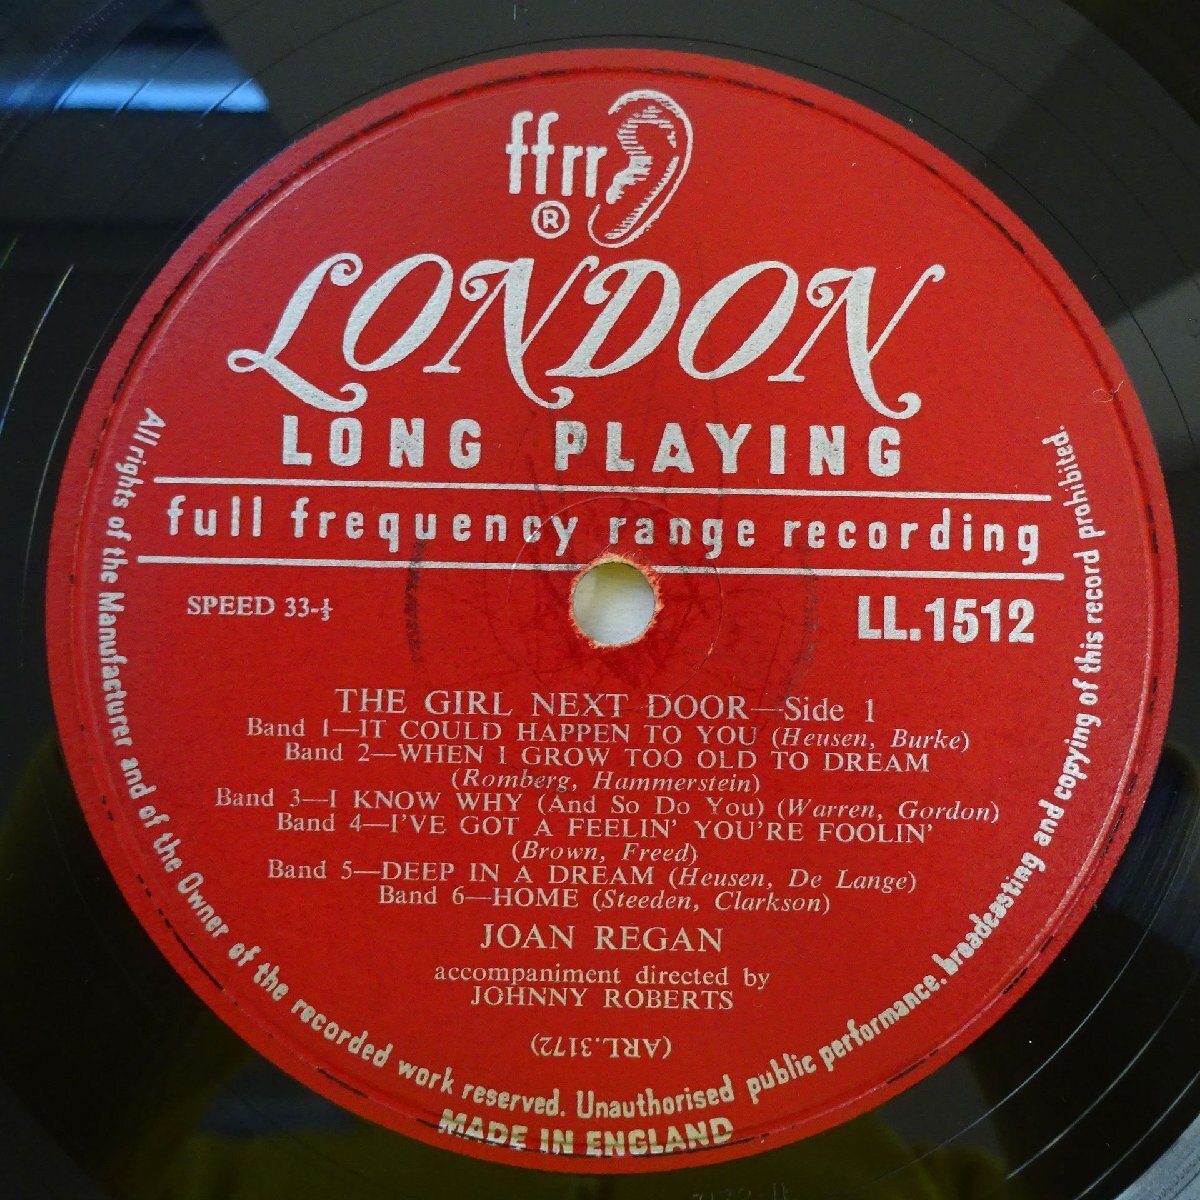 ffrr
®
LONDON
LONG PLAYING
full frequency range recording
SPEED 33-⅓
LL.1512
THE GIRL NEXT DOOR—Side 1
Band 1—IT COULD HAPPEN TO YOU (Heusen, Burke)
Band 2—WHEN I GROW TOO OLD TO DREAM
(Romberg, Hammerstein)
Band 3—I KNOW WHY (And So Do You) (Warren, Gordon)
Band 4—I'VE GOT A FEELIN' YOU'RE FOOLIN'
(Brown, Freed)
Band 5—DEEP IN A DREAM (Heusen, De Lange)
Band 6—HOME (Steeden, Clarkson)
JOAN REGAN
accompaniment directed by
JOHNNY ROBERTS
(ARL.3172)
All rights of the Manufacturer and of the Owner of the recorded work reserved. Unauthorised public performance, broadcasting and copying of this record prohibited.
MADE IN ENGLAND